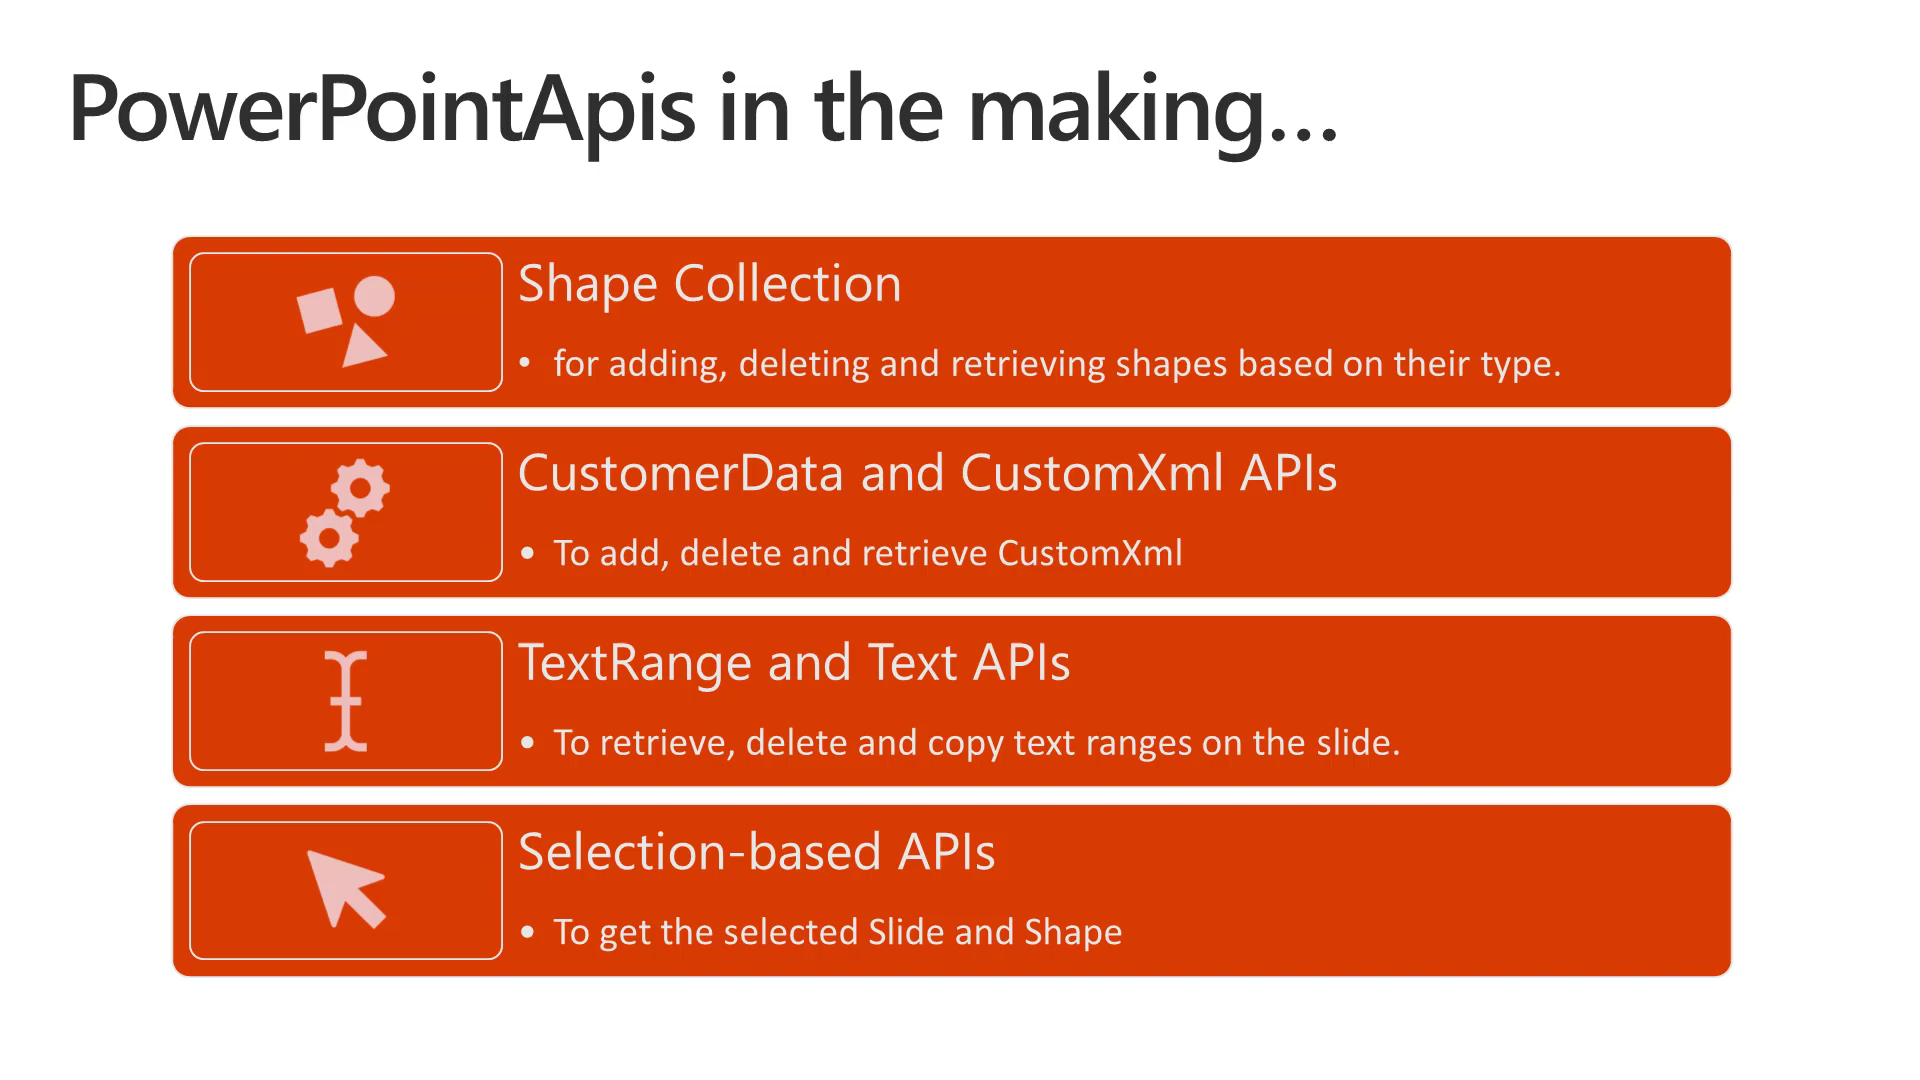 PowerPointApis in the making...
Shape Collection
• for adding, deleting and retrieving shapes based on their type.
CustomerData and CustomXml APIs
• To add, delete and retrieve CustomXml
TextRange and Text APIs
• To retrieve, delete and copy text ranges on the slide.
Selection-based APIs
• To get the selected Slide and Shape